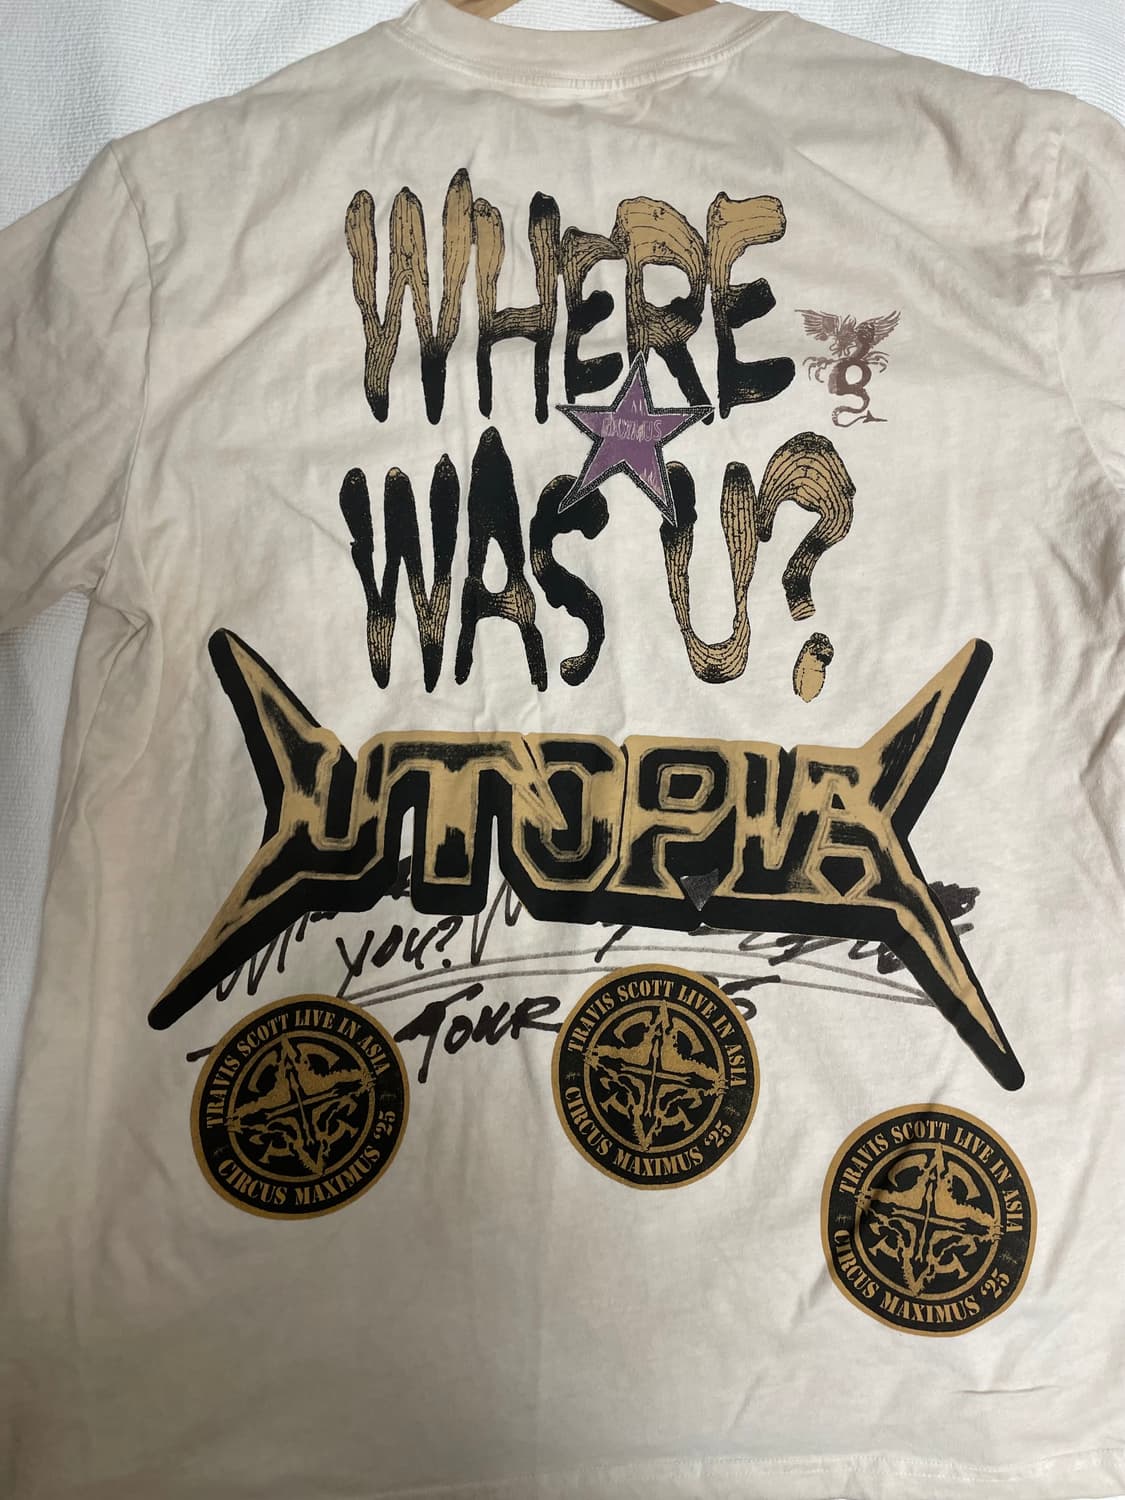 WHERE
MAXIMUS
WAS U?
UTOPIA
YOU?
TOUR
TRAVIS SCOTT LIVE IN ASIA
CIRCUS MAXIMUS '25
TRAVIS SCOTT LIVE IN ASIA
CIRCUS MAXIMUS '25
TRAVIS SCOTT LIVE IN ASIA
CIRCUS MAXIMUS '25